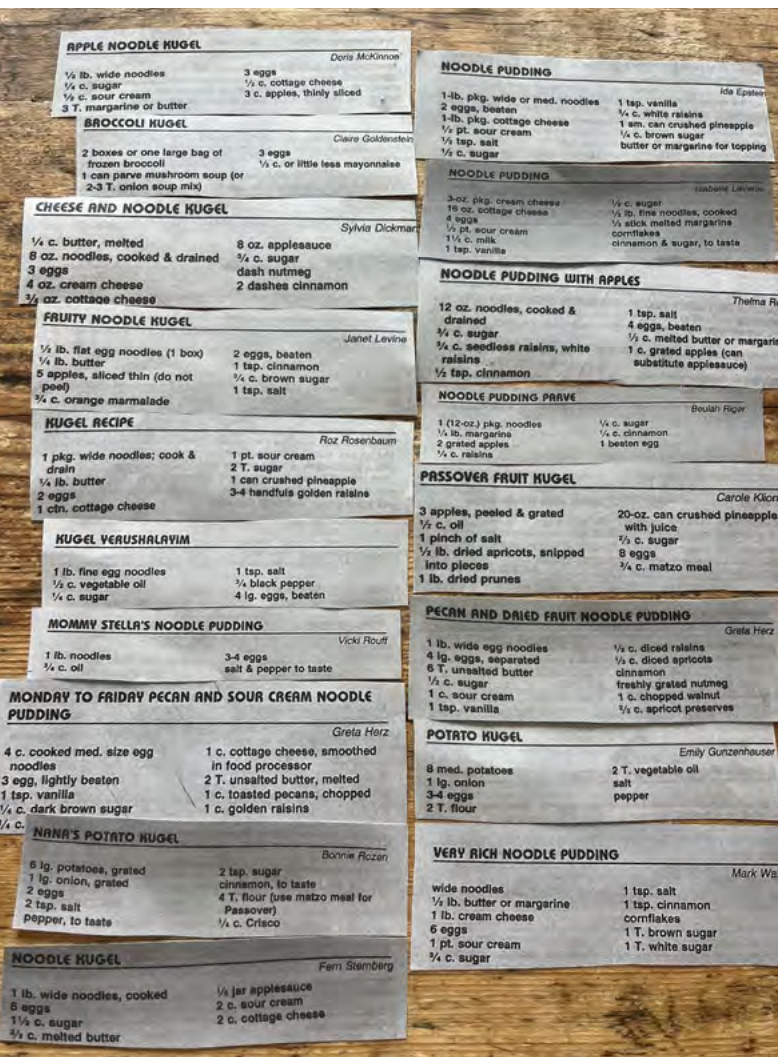 APPLE NOODLE KUGEL
Doris McKinnon
½ lb. wide noodles
¼ c. sugar
½ c. sour cream
3 T. margarine or butter
3 eggs
½ c. cottage cheese
3 c. apples, thinly sliced
BROCCOLI KUGEL
Claire Goldenstein
2 boxes or one large bag of
frozen broccoli
1 can parve mushroom soup (or
2-3 T. onion soup mix)
3 eggs
⅓ c. or little less mayonnaise
CHEESE AND NOODLE KUGEL
Sylvia Dickman
¼ c. butter, melted
8 oz. noodles, cooked & drained
3 eggs
4 oz. cream cheese
¾ oz. cottage cheese
8 oz. applesauce
¾ c. sugar
dash nutmeg
2 dashes cinnamon
FRUITY NOODLE KUGEL
Janet Levine
½ lb. flat egg noodles (1 box)
¼ lb. butter
5 apples, sliced thin (do not
peel)
¾ c. orange marmalade
2 eggs, beaten
1 tsp. cinnamon
¼ c. brown sugar
1 tsp. salt
KUGEL RECIPE
Roz Rosenbaum
1 pkg. wide noodles; cook &
drain
¼ lb. butter
2 eggs
1 ctn. cottage cheese
1 pt. sour cream
2 T. sugar
1 can crushed pineapple
3-4 handfuls golden raisins
KUGEL YERUSHALAYIM
1 lb. fine egg noodles
½ c. vegetable oil
¼ c. sugar
1 tsp. salt
¾ black pepper
4 lg. eggs, beaten
MOMMY STELLA'S NOODLE PUDDING
Vicki Rouff
1 lb. noodles
¾ c. oil
3-4 eggs
salt & pepper to taste
MONDAY TO FRIDAY PECAN AND SOUR CREAM NOODLE
PUDDING
Greta Herz
4 c. cooked med. size egg
noodles
3 egg, lightly beaten
1 tsp. vanilla
¼ c. dark brown sugar
c.
1 c. cottage cheese, smoothed
in food processor
2 T. unsalted butter, melted
1 c. toasted pecans, chopped
1 c. golden raisins
NANA'S POTATO KUGEL
Bonnie Rozen
6 lg. potatoes, grated
1 lg. onion, grated
2 eggs
2 tsp. salt
pepper, to taste
2 tsp. sugar
cinnamon, to taste
4 T. flour (use matzo meal for
Passover)
¼ c. Crisco
NOODLE KUGEL
Fern Sternberg
1 lb. wide noodles, cooked
6 eggs
1½ c. sugar
⅔ c. melted butter
jar applesauce
2 c. sour cream
2 c. cottage cheese
NOODLE PUDDING
Ida Epstein
1-lb. pkg. wide or med. noodles
2 eggs, beaten
1-lb. pkg. cottage cheese
½ pt. sour cream
½ tsp. salt
½ c. sugar
1 tsp. vanilla
¼ c. white raisins
1 sm. can crushed pineapple
¼ c. brown sugar
butter or margarine for topping
NOODLE PUDDING
3-oz. pkg. cream cheese
16 oz. cottage cheese
4 eggs
½ pt. sour cream
1½ c. milk
1 tsp. vanilla
½ c. sugar
½ lb. fine noodles, cooked
½ stick melted margarine
cornflakes
cinnamon & sugar, to taste
NOODLE PUDDING WITH APPLES
Thelma
12 oz. noodles, cooked &
drained
¾ c. sugar
¾ c. seedless raisins, white
raisins
½ tsp. cinnamon
1 tsp. salt
4 eggs, beaten
½ c. melted butter or margarin
1 c. grated apples (can
substitute applesauce)
NOODLE PUDDING PARVE
Beulah Riger
1 (12-oz.) pkg. noodles
¼ lb. margarine
2 grated apples
¼ c. raisins
¼ c. sugar
¼ c. cinnamon
1 beaten egg
PASSOVER FRUIT KUGEL
Carole Klion
3 apples, peeled & grated
½ c. oil
1 pinch of salt
½ lb. dried apricots, snipped
into pieces
1 lb. dried prunes
20-oz. can crushed pineapple
with juice
⅔ c. sugar
8 eggs
¾ c. matzo meal
PECAN AND DRIED FRUIT NOODLE PUDDING
Greta Herz
1 lb. wide egg noodles
4 lg. eggs, separated
6 T. unsalted butter
½ c. sugar
1 c. sour cream
1 tsp. vanilla
½ c. diced raisins
½ c. diced apricots
cinnamon
freshly grated nutmeg
1 c. chopped walnut
⅔ c. apricot preserves
POTATO KUGEL
Emily Gunzenhauser
8 med. potatoes
1 lg. onion
3-4 eggs
2 T. flour
2 T. vegetable oil
salt
pepper
VERY RICH NOODLE PUDDING
Mark
wide noodles
½ lb. butter or margarine
1 lb. cream cheese
6 eggs
1 pt. sour cream
¾ c. sugar
1 tsp. salt
1 tsp. cinnamon
cornflakes
1 T. brown sugar
1 T. white sugar